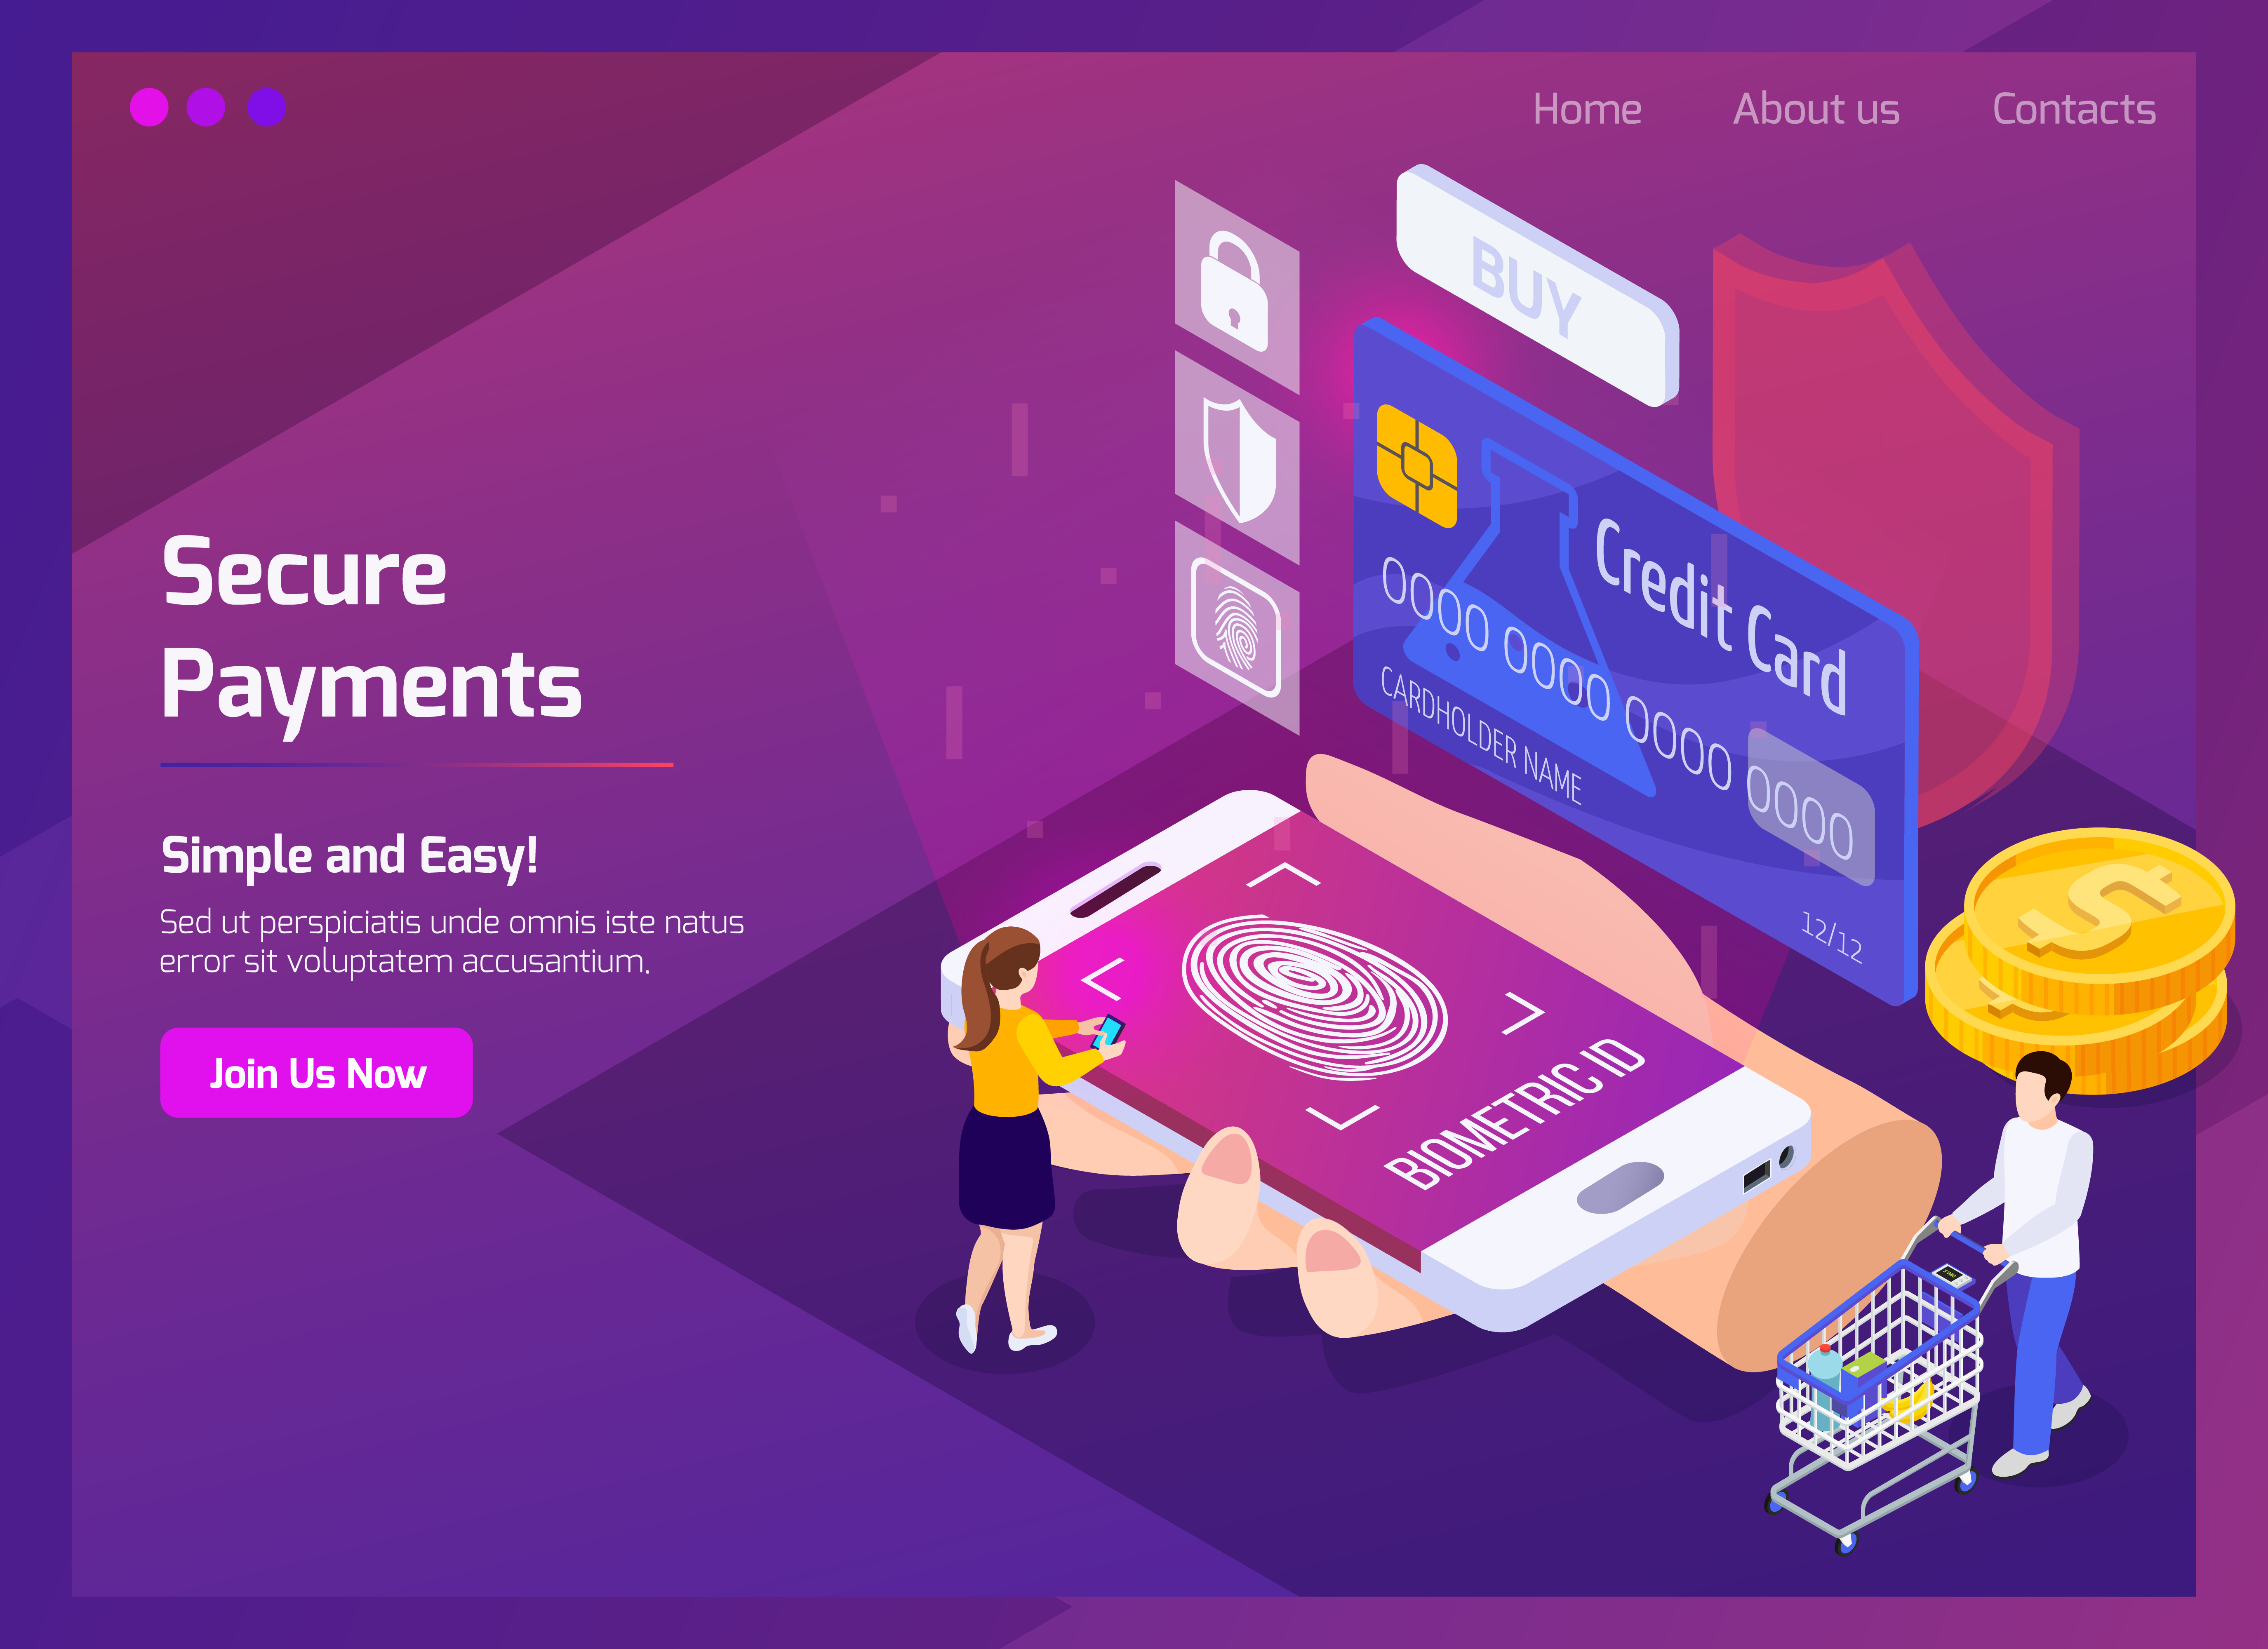 Home About us Contacts
BUY
Secure
Payments
Simple and Easy!
Sed ut perspiciatis unde omnis iste natus
error sit voluptatem accusantium.
Join Us Now
Credit Card
0000 0000 0000 0000
CARDHOLDER NAME
12/12
BIOMETRIC ID